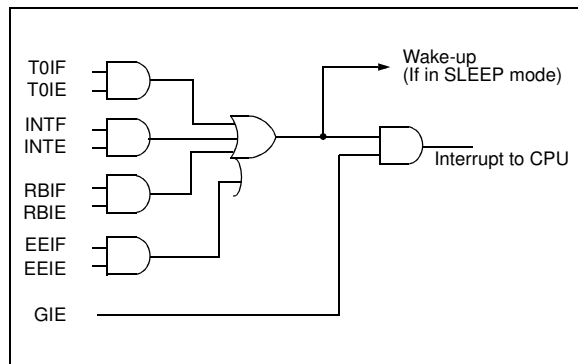 T0IF
T0IE
INTF
INTE
RBIF
RBIE
EEIF
EEIE
GIE
Wake-up
(If in SLEEP mode)
Interrupt to CPU